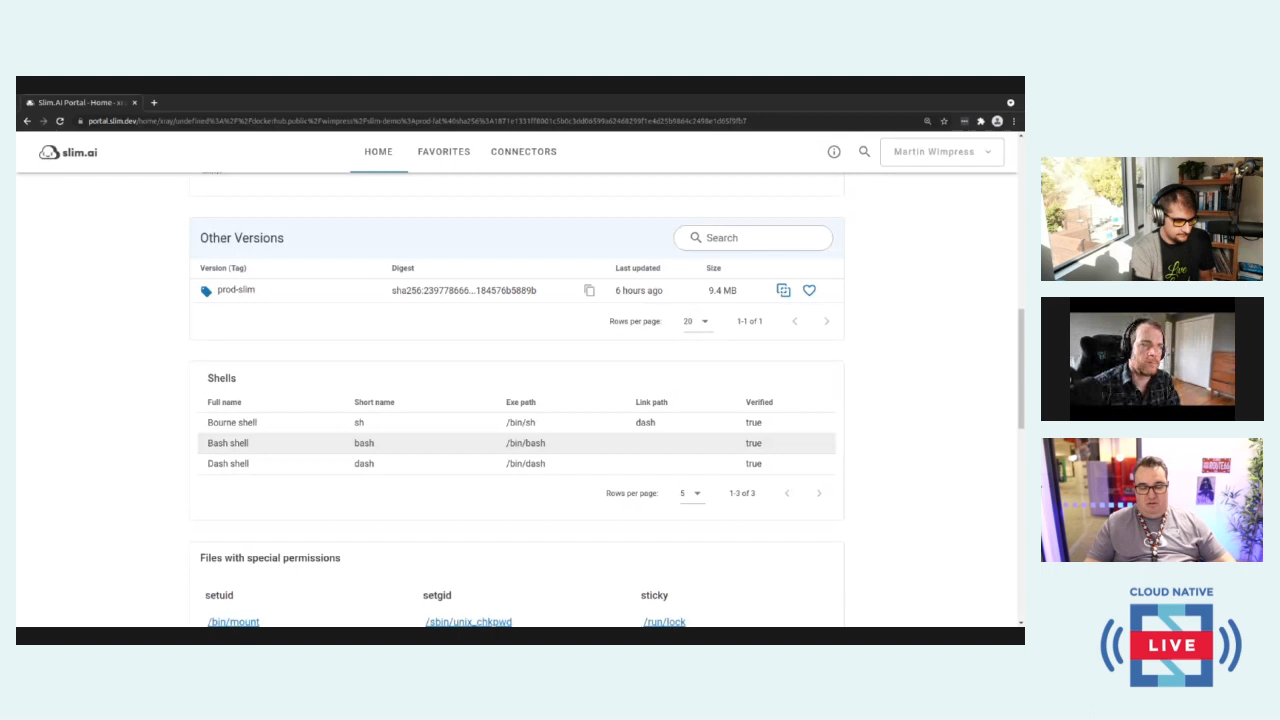 Slim.AI Portal - Home - x
slim.ai
HOME
FAVORITES
CONNECTORS
Martin Wimpress
Other Versions
Search
Version (Tag)
Digest
Last updated
Size
prod-slim
sha256:239778666...184576b5889b
6 hours ago
9.4 MB
Rows per page:
20
1-1 of 1
Shells
Full name
Short name
Exe path
Link path
Verified
Bourne shell
sh
/bin/sh
dash
true
Bash shell
bash
/bin/bash
true
Dash shell
dash
/bin/dash
true
Rows per page:
5
1-3 of 3
Files with special permissions
setuid
setgid
sticky
/bin/mount
/sbin/unix_chkpwd
/run/lock
Live
CLOUD NATIVE
LIVE